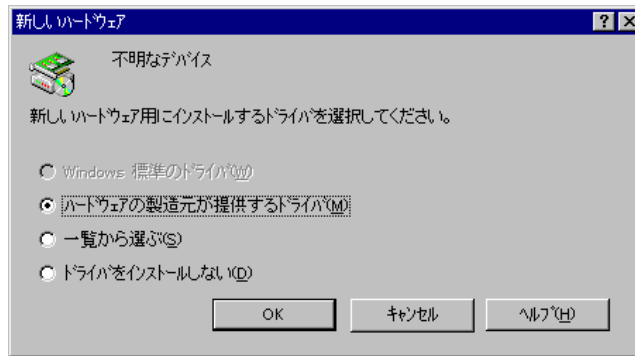 新しいハードウェア
不明なデバイス
新しいハードウェア用にインストールするドライバを選択してください。
Windows 標準のドライバ(W)
ハードウェアの製造元が提供するドライバ(M)
一覧から選ぶ(S)
ドライバをインストールしない(D)
OK キャンセル ヘルプ(H)